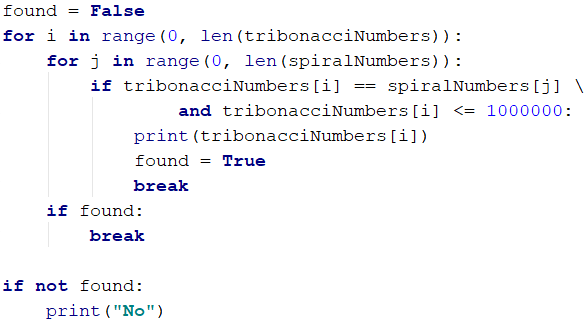 found = False
for i in range(0, len(tribonacciNumbers)):
    for j in range(0, len(spiralNumbers)):
        if tribonacciNumbers[i] == spiralNumbers[j] \
                and tribonacciNumbers[i] <= 1000000:
            print(tribonacciNumbers[i])
            found = True
            break
    if found:
        break

if not found:
    print("No")